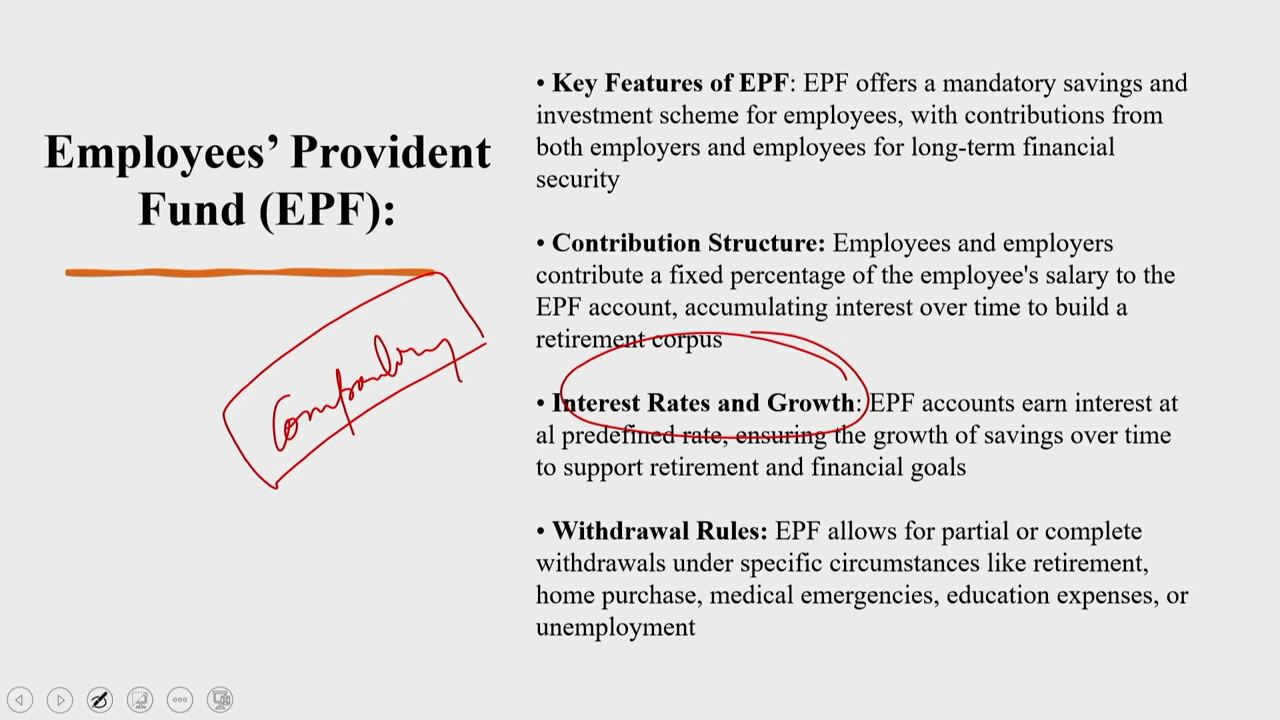 Employees’ Provident
Fund (EPF):
Compulsory
• Key Features of EPF: EPF offers a mandatory savings and
investment scheme for employees, with contributions from
both employers and employees for long-term financial
security
• Contribution Structure: Employees and employers
contribute a fixed percentage of the employee's salary to the
EPF account, accumulating interest over time to build a
retirement corpus
• Interest Rates and Growth: EPF accounts earn interest at
al predefined rate, ensuring the growth of savings over time
to support retirement and financial goals
• Withdrawal Rules: EPF allows for partial or complete
withdrawals under specific circumstances like retirement,
home purchase, medical emergencies, education expenses, or
unemployment